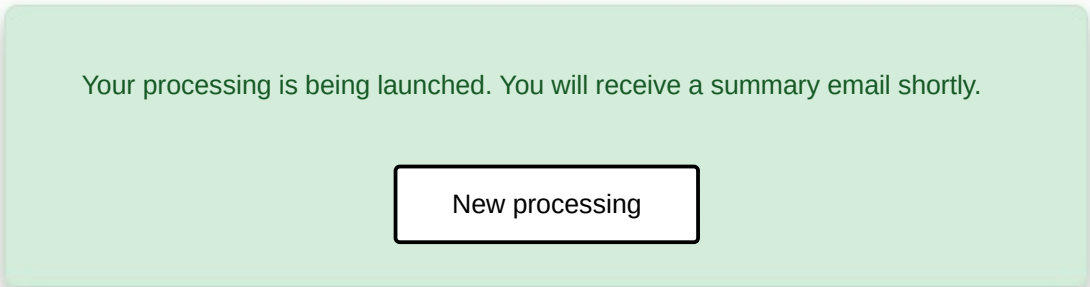 Your processing is being launched. You will receive a summary email shortly.
New processing